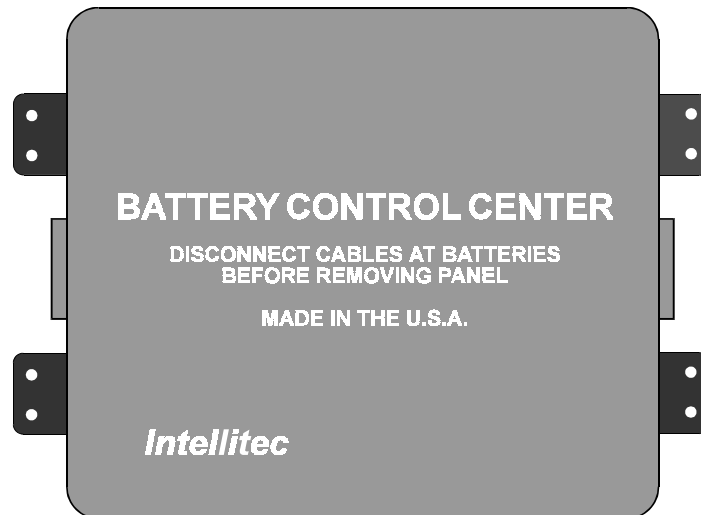 BATTERY CONTROL CENTER
DISCONNECT CABLES AT BATTERIES
BEFORE REMOVING PANEL
MADE IN THE U.S.A.
Intellitec